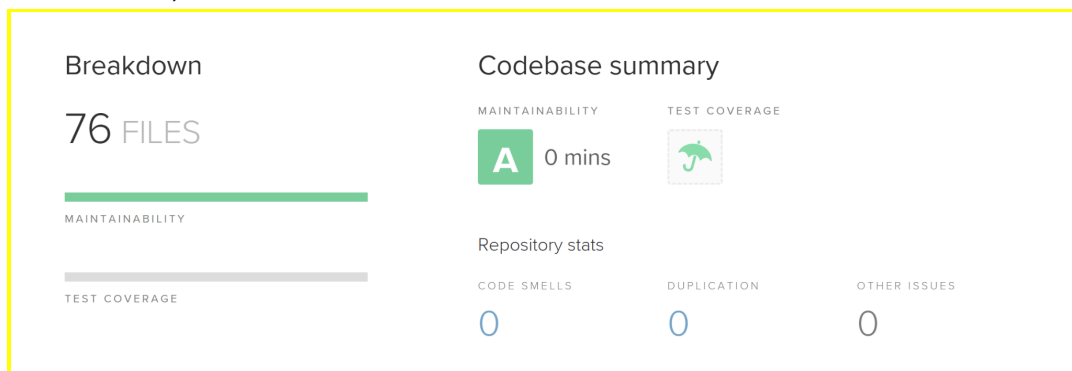 Breakdown
76 FILES
MAINTAINABILITY
TEST COVERAGE
Codebase summary
MAINTAINABILITY
A 0 mins
TEST COVERAGE
Repository stats
CODE SMELLS
0
DUPLICATION
0
OTHER ISSUES
0